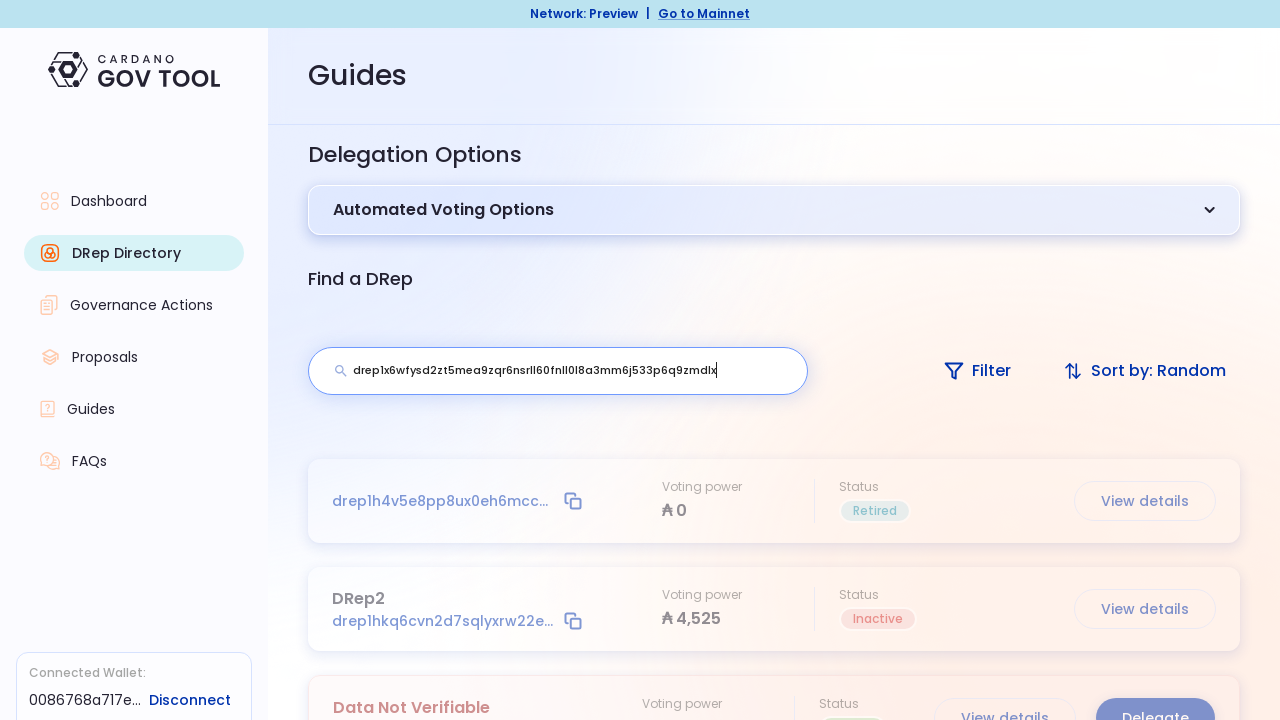 Network: Preview | Go to Mainnet
CARDANO
GOV TOOL
Guides
Delegation Options
Dashboard
Automated Voting Options
DRep Directory
Find a DRep
Governance Actions
Proposals
drep1x6wfysd2zt5mea9zqr6nsrll60fnll0l8a3mm6j533p6q9zmdlx
Filter
Sort by: Random
Guides
FAQs
drep1h4v5e8pp8ux0eh6mcc...
Voting power
₳ 0
Status
Retired
View details
DRep2
drep1hkq6cvn2d7sqlyxrw22e...
Voting power
₳ 4,525
Status
Inactive
View details
Connected Wallet:
0086768a717e... Disconnect
Data Not Verifiable
Voting power
Status
View details
Delegate